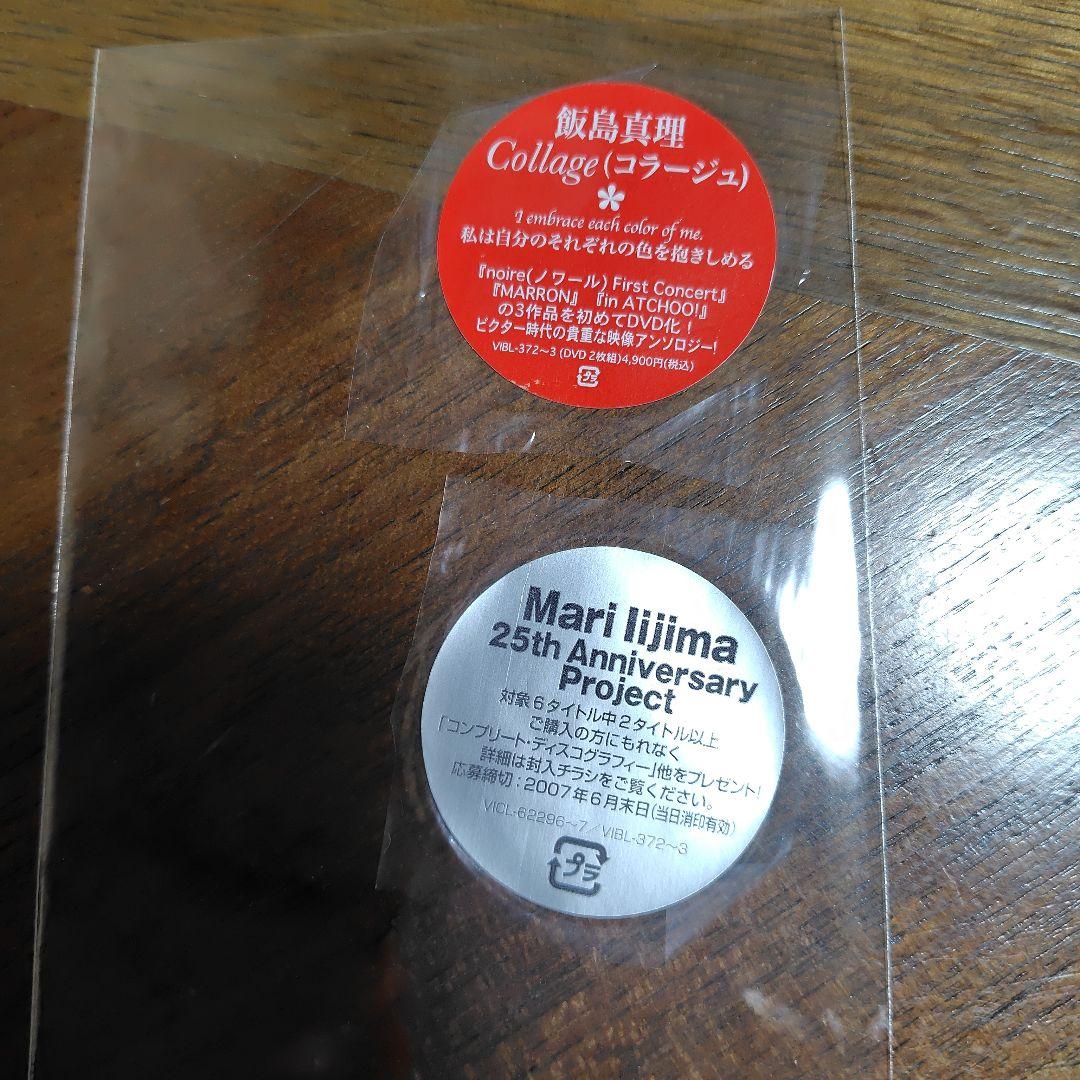 飯島真理
Collage(コラージュ)
*
I embrace each color of me.
私は自分のそれぞれの色を抱きしめる
『noire(ノワール) First Concert』
『MARRON』 『in ATCHOO!』
の3作品を初めてDVD化!
ビクター時代の貴重な映像アンソロジー!
VIBL-372〜3 (DVD 2枚組)4,900円(税込)
プラ
Mari Iijima
25th Anniversary
Project
対象6タイトル中2タイトル以上
ご購入の方にもれなく
「コンプリート・ディスコグラフィー」他をプレゼント!
詳細は封入チラシをご覧ください。
応募締切:2007年6月末日(当日消印有効)
VICL-62296〜7/VIBL-372〜3
プラ